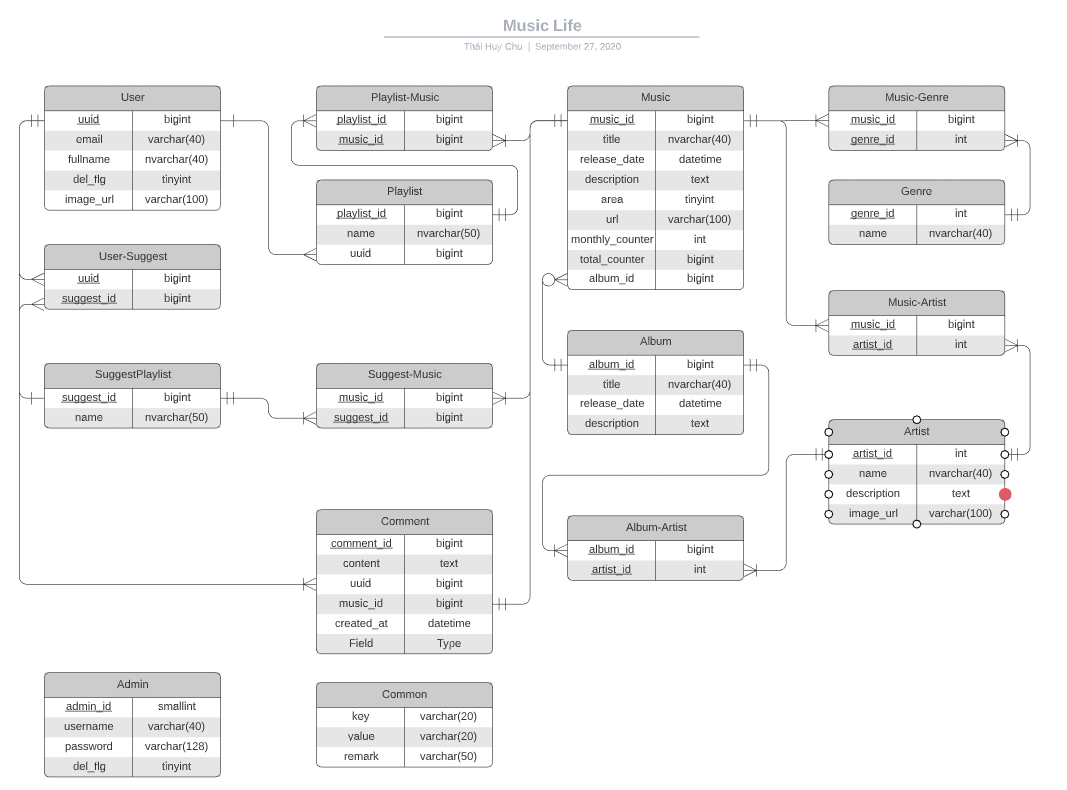 Music Life
Thái Huy Chu | September 27, 2020
User
uuid bigint
email varchar(40)
fullname nvarchar(40)
del_flg tinyint
image_url varchar(100)
User-Suggest
uuid bigint
suggest_id bigint
SuggestPlaylist
suggest_id bigint
name nvarchar(50)
Admin
admin_id smallint
username varchar(40)
password varchar(128)
del_flg tinyint
Playlist-Music
playlist_id bigint
music_id bigint
Playlist
playlist_id bigint
name nvarchar(50)
uuid bigint
Suggest-Music
music_id bigint
suggest_id bigint
Comment
comment_id bigint
content text
uuid bigint
music_id bigint
created_at datetime
Field Type
Common
key varchar(20)
value varchar(20)
remark varchar(50)
Music
music_id bigint
title nvarchar(40)
release_date datetime
description text
area tinyint
url varchar(100)
monthly_counter int
total_counter bigint
album_id bigint
Album
album_id bigint
title nvarchar(40)
release_date datetime
description text
Album-Artist
album_id bigint
artist_id int
Music-Genre
music_id bigint
genre_id int
Genre
genre_id int
name nvarchar(40)
Music-Artist
music_id bigint
artist_id int
Artist
artist_id int
name nvarchar(40)
description text
image_url varchar(100)